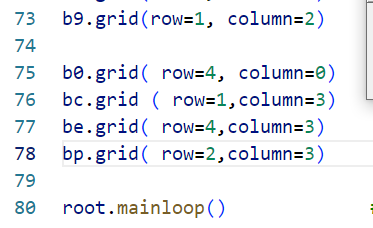 73 b9.grid(row=1, column=2)
74
75 b0.grid( row=4, column=0)
76 bc.grid ( row=1,column=3)
77 be.grid( row=4,column=3)
78 bp.grid( row=2,column=3)
79
80 root.mainloop()